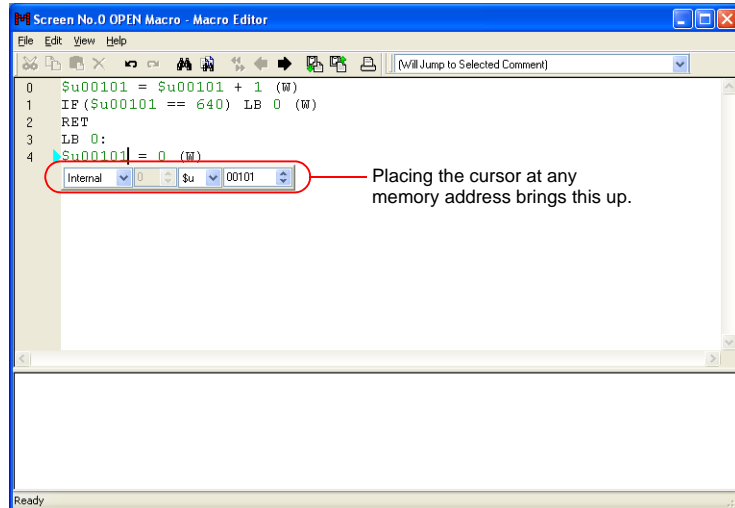 Screen No.0 OPEN Macro - Macro Editor
File Edit View Help
(Will Jump to Selected Comment)
0 $u00101 = $u00101 + 1 (W)
1 IF($u00101 == 640) LB 0 (W)
2 RET
3 LB 0:
4 $u00101 = 0 (W)
Internal 0 $u 00101
Placing the cursor at any
memory address brings this up.
Ready